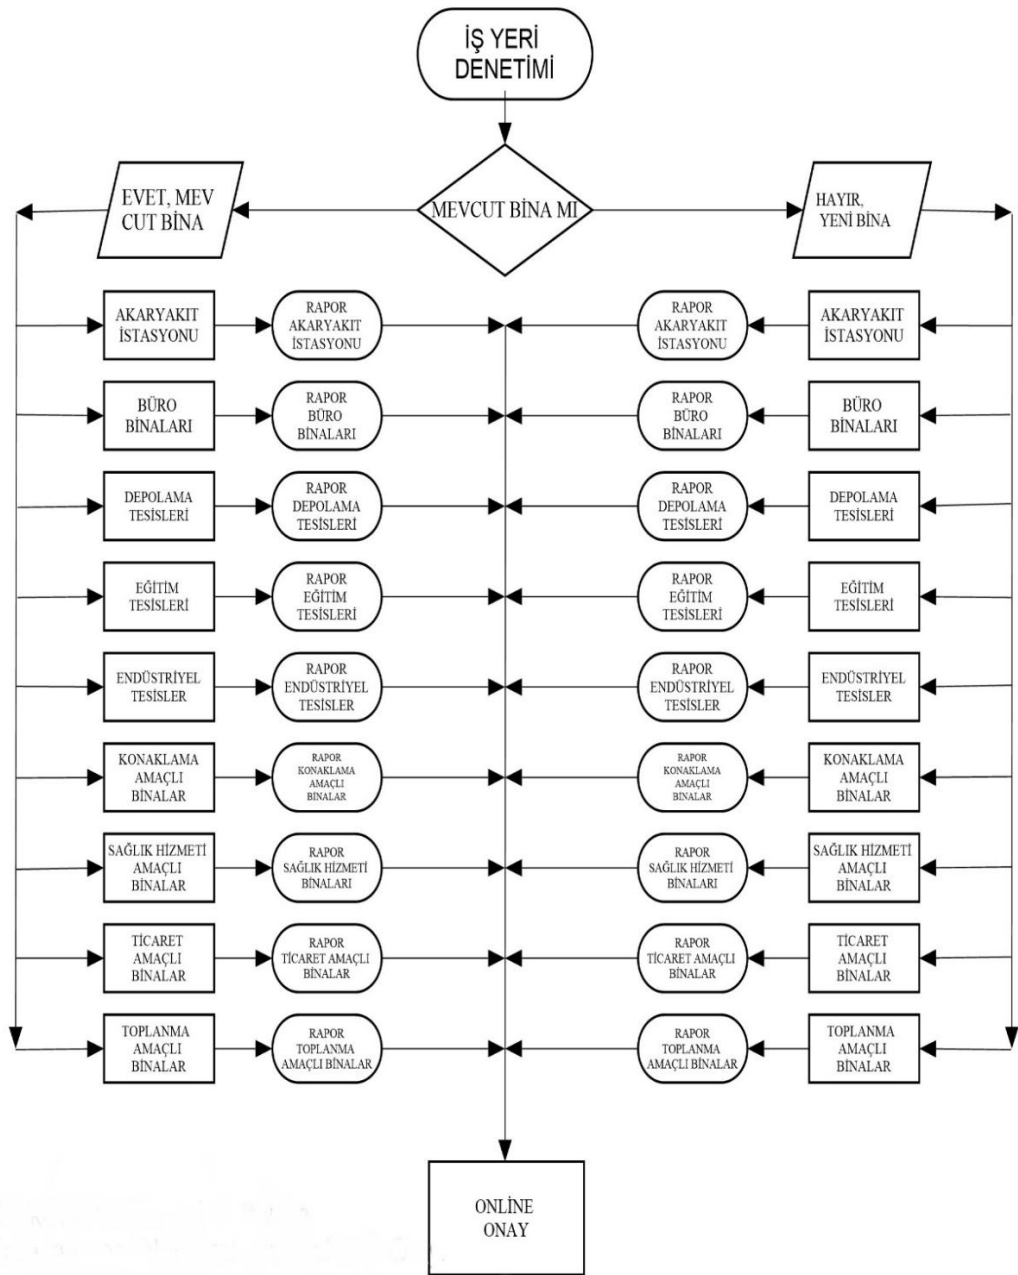 İŞ YERİ
DENETİMİ
MEVCUT BİNA MI
EVET, MEV
CUT BİNA
HAYIR,
YENİ BİNA
AKARYAKIT
İSTASYONU
RAPOR
AKARYAKIT
İSTASYONU
RAPOR
AKARYAKIT
İSTASYONU
AKARYAKIT
İSTASYONU
BÜRO
BİNALARI
RAPOR
BÜRO
BİNALARI
RAPOR
BÜRO
BİNALARI
BÜRO
BİNALARI
DEPOLAMA
TESİSLERİ
RAPOR
DEPOLAMA
TESİSLERİ
RAPOR
DEPOLAMA
TESİSLERİ
DEPOLAMA
TESİSLERİ
EĞİTİM
TESİSLERİ
RAPOR
EĞİTİM
TESİSLERİ
RAPOR
EĞİTİM
TESİSLERİ
EĞİTİM
TESİSLERİ
ENDÜSTRİYEL
TESİSLER
RAPOR
ENDÜSTRİYEL
TESİSLER
RAPOR
ENDÜSTRİYEL
TESİSLER
ENDÜSTRİYEL
TESİSLER
KONAKLAMA
AMAÇLI
BİNALAR
RAPOR
KONAKLAMA
AMAÇLI
BİNALAR
RAPOR
KONAKLAMA
AMAÇLI
BİNALAR
KONAKLAMA
AMAÇLI
BİNALAR
SAĞLIK HİZMETİ
AMAÇLI
BİNALAR
RAPOR
SAĞLIK HİZMETİ
BİNALARI
RAPOR
SAĞLIK HİZMETİ
BİNALARI
SAĞLIK HİZMETİ
AMAÇLI
BİNALAR
TİCARET
AMAÇLI
BİNALAR
RAPOR
TİCARET AMAÇLI
BİNALAR
RAPOR
TİCARET AMAÇLI
BİNALAR
TİCARET
AMAÇLI
BİNALAR
TOPLANMA
AMAÇLI
BİNALAR
RAPOR
TOPLANMA
AMAÇLI BİNALAR
RAPOR
TOPLANMA
AMAÇLI BİNALAR
TOPLANMA
AMAÇLI
BİNALAR
ONLİNE
ONAY